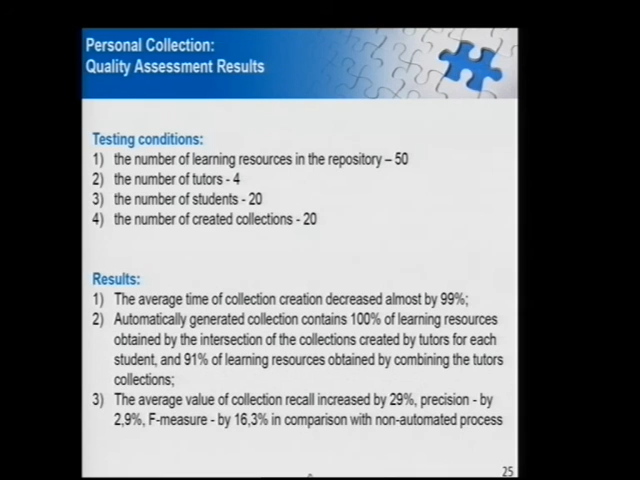 Personal Collection:
Quality Assessment Results
Testing conditions:
1) the number of learning resources in the repository – 50
2) the number of tutors - 4
3) the number of students - 20
4) the number of created collections - 20
Results:
1) The average time of collection creation decreased almost by 99%;
2) Automatically generated collection contains 100% of learning resources
obtained by the intersection of the collections created by tutors for each
student, and 91% of learning resources obtained by combining the tutors
collections;
3) The average value of collection recall increased by 29%, precision - by
2,9%, F-measure - by 16,3% in comparison with non-automated process
25